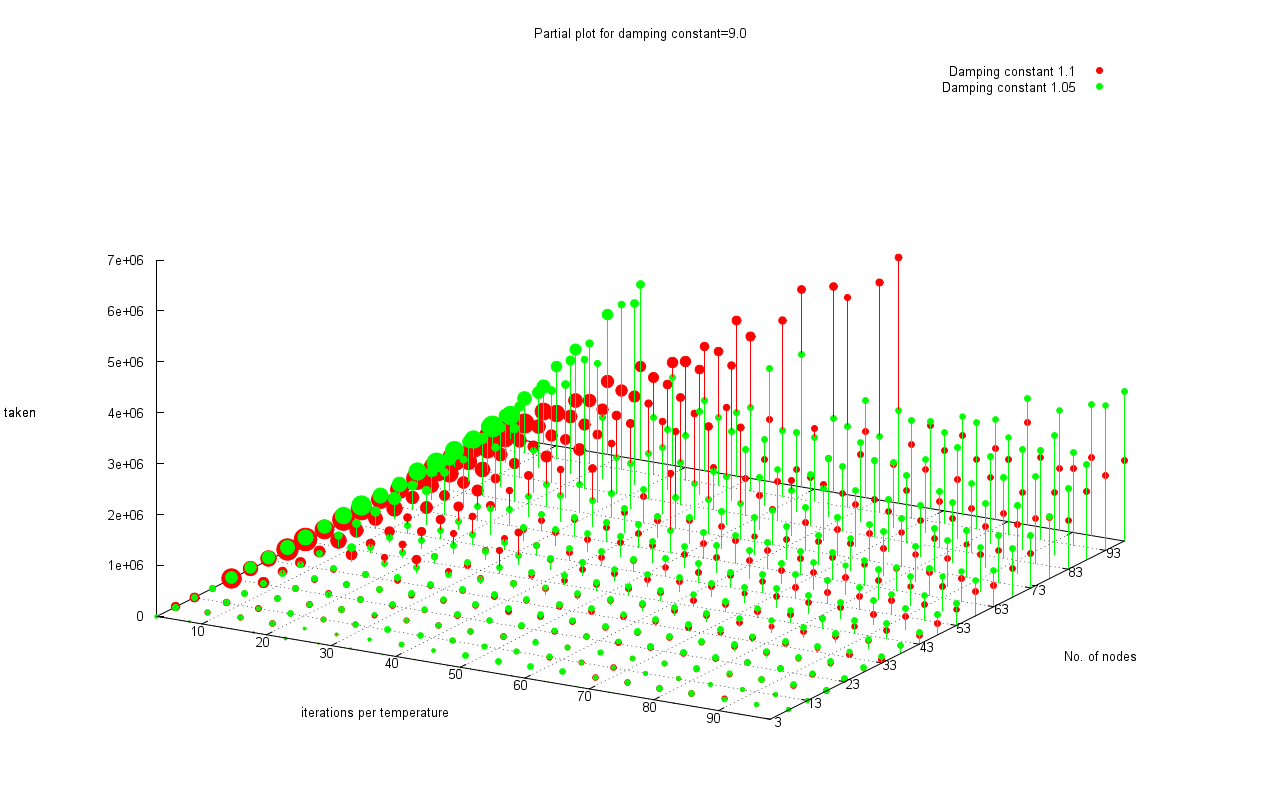 Partial plot for damping constant=9.0
Damping constant 1.1
Damping constant 1.05
7e+06
6e+06
5e+06
4e+06
taken
3e+06
2e+06
1e+06
0
10
20
30
40
50
60
70
80
90
3
13
23
33
43
53
63
73
83
93
No. of nodes
iterations per temperature